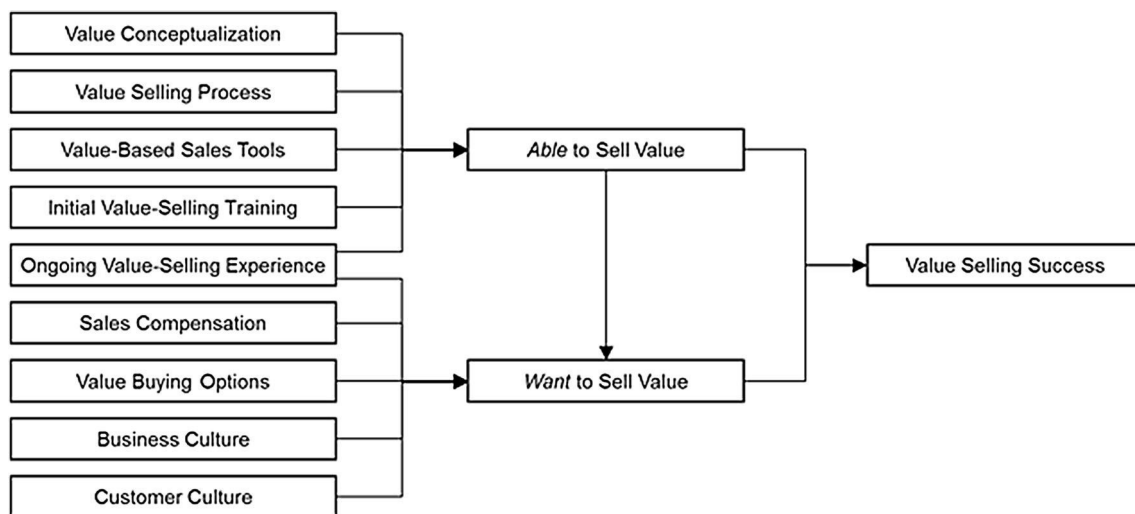 Value Conceptualization
Value Selling Process
Value-Based Sales Tools
Initial Value-Selling Training
Ongoing Value-Selling Experience
Sales Compensation
Value Buying Options
Business Culture
Customer Culture
Able to Sell Value
Want to Sell Value
Value Selling Success